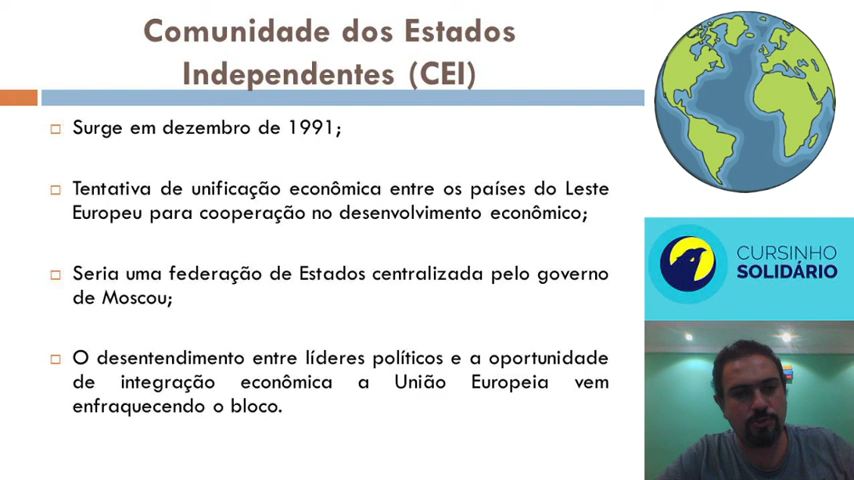 Comunidade dos Estados
Independentes (CEI)
Surge em dezembro de 1991;
Tentativa de unificação econômica entre os países do Leste
Europeu para cooperação no desenvolvimento econômico;
Seria uma federação de Estados centralizada pelo governo
de Moscou;
O desentendimento entre líderes políticos e a oportunidade
de integração econômica a União Europeia vem
enfraquecendo o bloco.
CURSINHO
SOLIDÁRIO